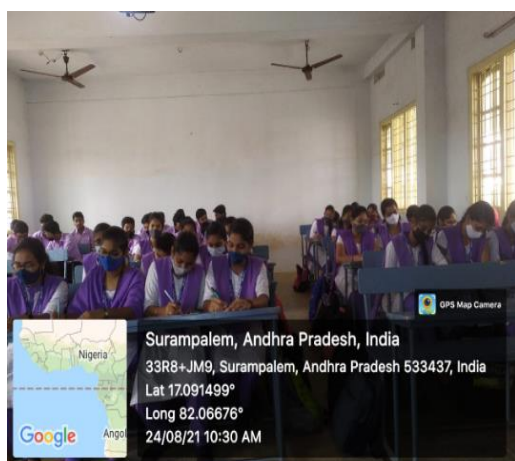 GPS Map Camera
Nigeria
Angol
Google
Surampalem, Andhra Pradesh, India
33R8+JM9, Surampalem, Andhra Pradesh 533437, India
Lat 17.091499°
Long 82.06676°
24/08/21 10:30 AM